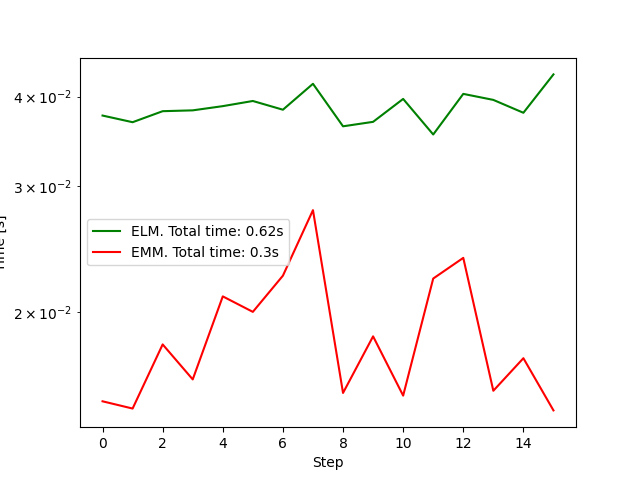 4 × 10⁻²
3 × 10⁻²
2 × 10⁻²
Time [s]
ELM. Total time: 0.62s
EMM. Total time: 0.3s
0 2 4 6 8 10 12 14
Step